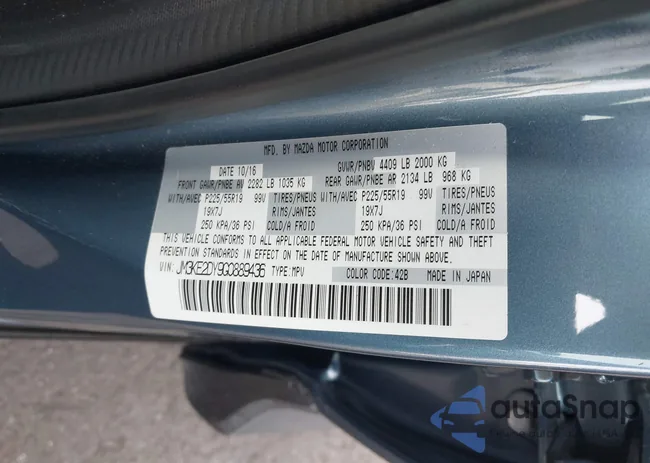 MFD. BY MAZDA MOTOR CORPORATION
DATE 10/16 GVWR/PNBV 4409 LB 2000 KG
FRONT GAWR/PNBE AV 2282 LB 1035 KG REAR GAWR/PNBE AR 2134 LB 968 KG
WITH/AVEC P225/55R19 99V WITH/AVEC P225/55R19 99V
19X7J RIMS/JANTES 19X7J RIMS/JANTES
250 KPA/36 PSI COLD/A FROID 250 KPA/36 PSI COLD/A FROID
THIS VEHICLE CONFORMS TO ALL APPLICABLE FEDERAL MOTOR VEHICLE SAFETY AND THEFT
PREVENTION STANDARDS IN EFFECT ON THE DATE OF MANUFACTURE SHOWN ABOVE.
VIN: JM3KE2DY9G0889436 TYPE: MPV COLOR CODE: 42B MADE IN JAPAN
autoSnap